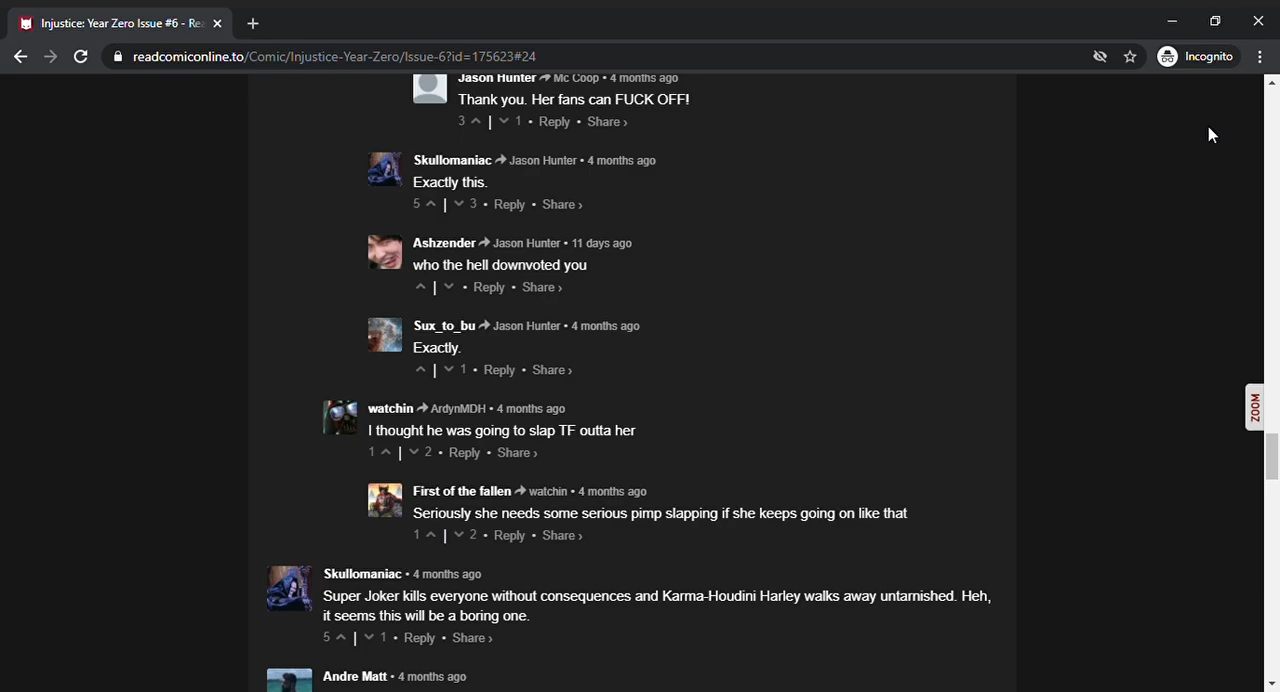 Injustice: Year Zero Issue #6 - Rea
readcomiconline.to/Comic/Injustice-Year-Zero/Issue-6?id=175623#24
Incognito
Jason Hunter Mc Coop • 4 months ago
Thank you. Her fans can FUCK OFF!
3 | 1 • Reply • Share ›
Skullomaniac Jason Hunter • 4 months ago
Exactly this.
5 | 3 • Reply • Share ›
Ashzender Jason Hunter • 11 days ago
who the hell downvoted you
| • Reply • Share ›
Sux_to_bu Jason Hunter • 4 months ago
Exactly.
| 1 • Reply • Share ›
ZOOM
watchin ArdynMDH • 4 months ago
I thought he was going to slap TF outta her
1 | 2 • Reply • Share ›
First of the fallen watchin • 4 months ago
Seriously she needs some serious pimp slapping if she keeps going on like that
1 | 2 • Reply • Share ›
Skullomaniac • 4 months ago
Super Joker kills everyone without consequences and Karma-Houdini Harley walks away untarnished. Heh,
it seems this will be a boring one.
5 | 1 • Reply • Share ›
Andre Matt • 4 months ago